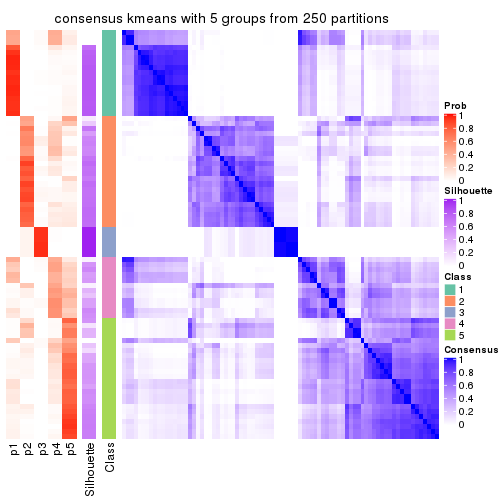 consensus kmeans with 5 groups from 250 partitions
Prob
1
0.8
0.6
0.4
0.2
0
Silhouette
1
0.8
0.6
0.4
0.2
0
Class
1
2
3
4
5
Consensus
1
0.8
0.6
0.4
0.2
0
p1
p2
p3
p4
p5
Silhouette
Class